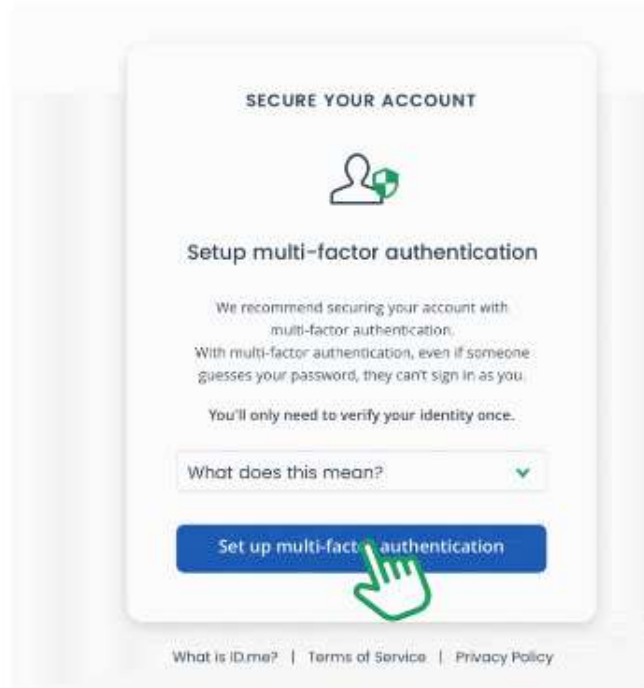 SECURE YOUR ACCOUNT
Setup multi-factor authentication
We recommend securing your account with
multi-factor authentication.
With multi-factor authentication, even if someone
guesses your password, they can't sign in as you.
You'll only need to verify your identity once.
What does this mean?
Set up multi-factor authentication
What is ID.me? | Terms of Service | Privacy Policy